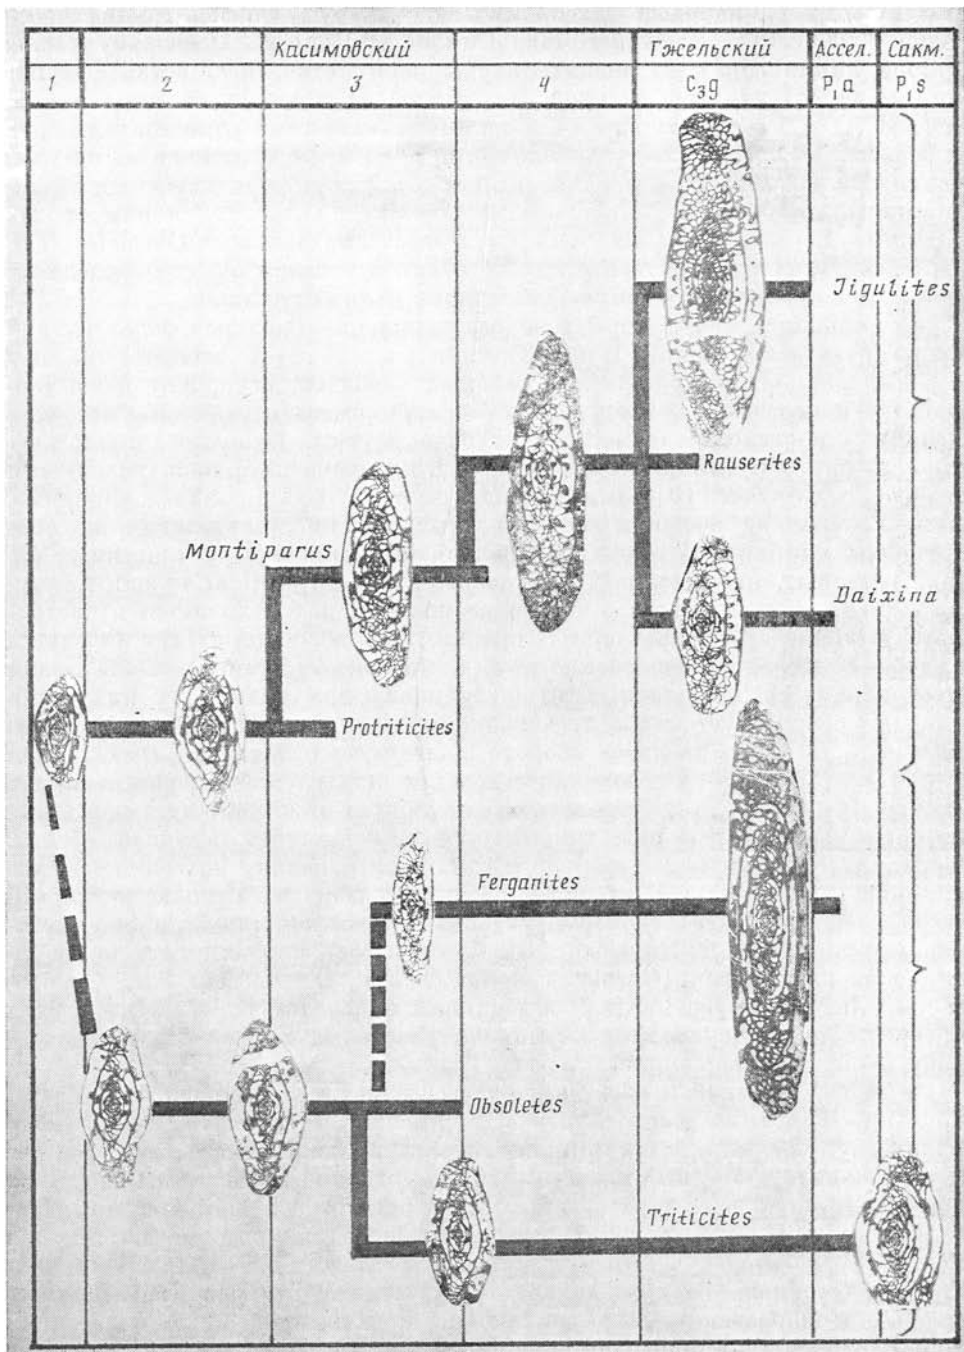 Касимовский Гжельский Ассел. Сакм.
1 2 3 4 C₃g P₁a P₁s
Jigulites
Rauserites
Montiparus
Daixina
Protriticites
Ferganites
Obsoletes
Triticites